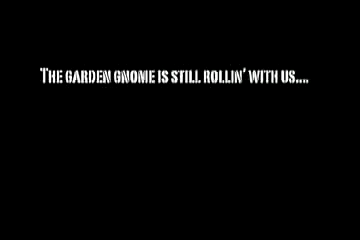 The garden gnome is still rollin' with us....